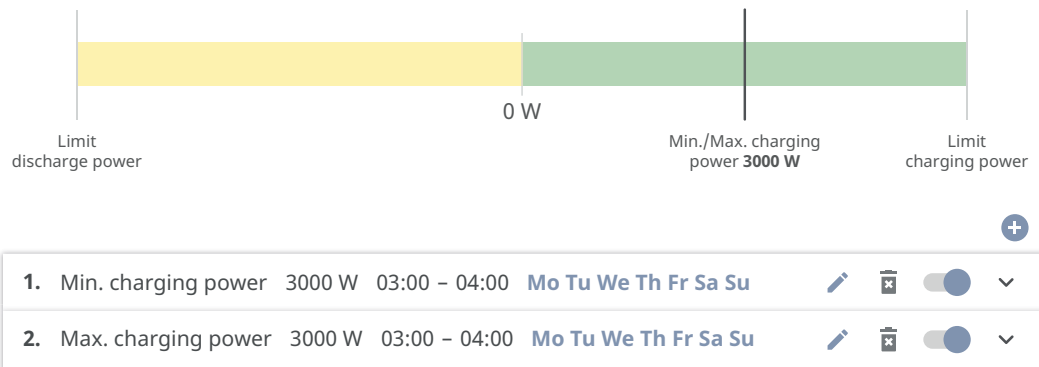 0 W
Limit
discharge power
Min./Max. charging
power 3000 W
Limit
charging power
1. Min. charging power 3000 W 03:00 – 04:00 Mo Tu We Th Fr Sa Su
2. Max. charging power 3000 W 03:00 – 04:00 Mo Tu We Th Fr Sa Su